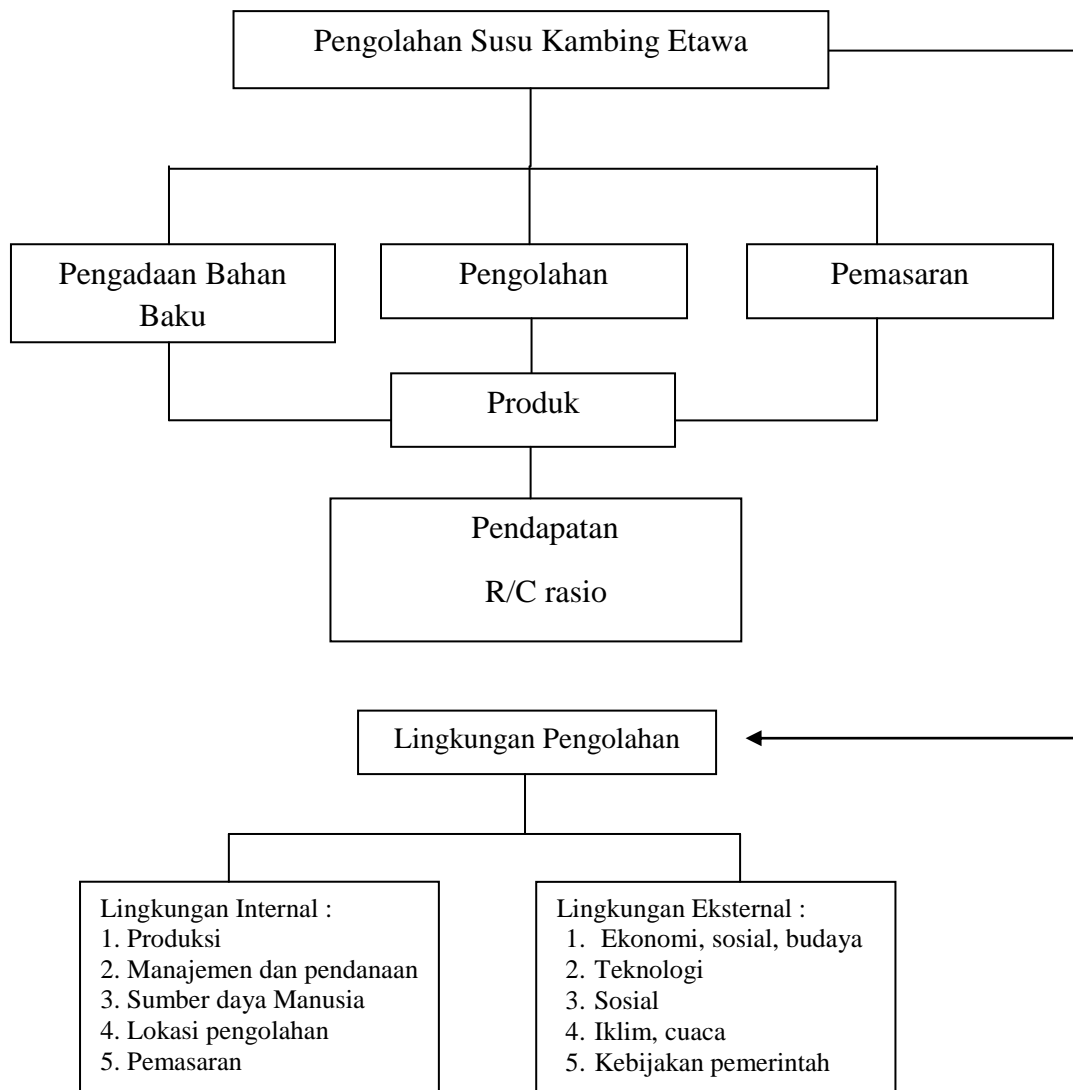 Pengolahan Susu Kambing Etawa
Pengadaan Bahan
Baku
Pengolahan
Pemasaran
Produk
Pendapatan
R/C rasio
Lingkungan Pengolahan
Lingkungan Internal :
1. Produksi
2. Manajemen dan pendanaan
3. Sumber daya Manusia
4. Lokasi pengolahan
5. Pemasaran
Lingkungan Eksternal :
1. Ekonomi, sosial, budaya
2. Teknologi
3. Sosial
4. Iklim, cuaca
5. Kebijakan pemerintah